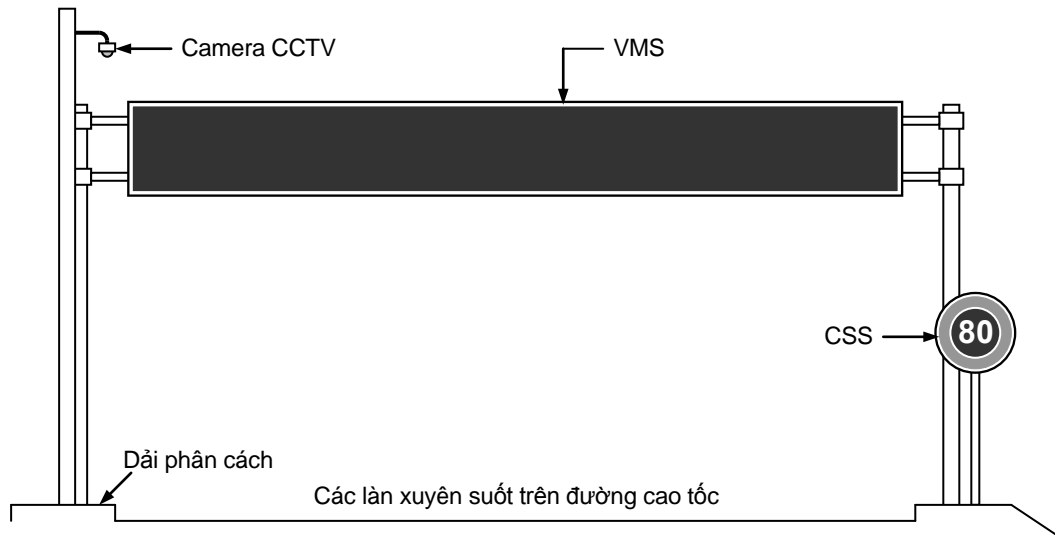 Camera CCTV
VMS
CSS
80
Dải phân cách
Các làn xuyên suốt trên đường cao tốc